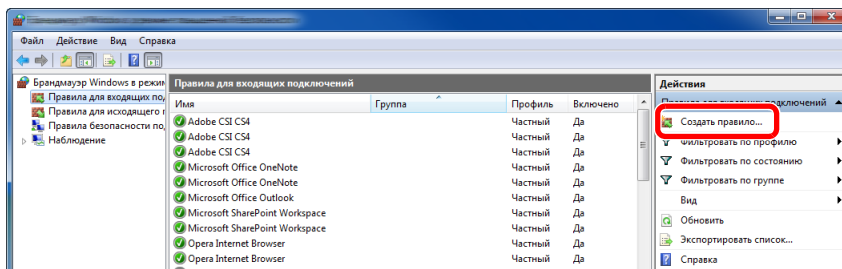 Файл Действие Вид Справка
Брандмауэр Windows в режим
Правила для входящих по
Правила для исходящего
Правила безопасности по
Наблюдение
Правила для входящих подключений
Имя Группа Профиль Включено
Adobe CSI CS4 Частный Да
Adobe CSI CS4 Частный Да
Adobe CSI CS4 Частный Да
Microsoft Office OneNote Частный Да
Microsoft Office OneNote Частный Да
Microsoft Office Outlook Частный Да
Microsoft SharePoint Workspace Частный Да
Microsoft SharePoint Workspace Частный Да
Opera Internet Browser Частный Да
Opera Internet Browser Частный Да
Действия
Правила для входящих подключений
Создать правило...
Фильтровать по профилю
Фильтровать по состоянию
Фильтровать по группе
Вид
Обновить
Экспортировать список...
Справка